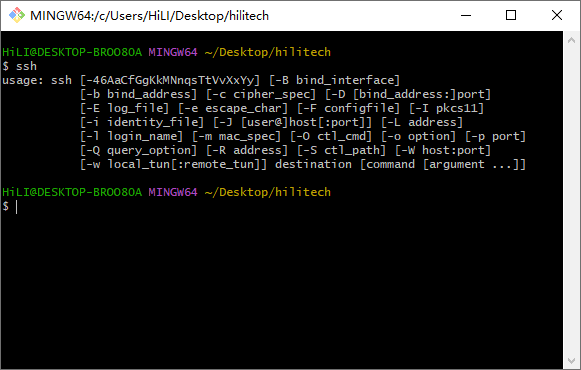 MINGW64:/c/Users/HiLI/Desktop/hilitech
HiLI@DESKTOP-BROO8OA MINGW64 ~/Desktop/hilitech
$ ssh
usage: ssh [-46AaCfGgKkMNnqsTtVvXxYy] [-B bind_interface]
           [-b bind_address] [-c cipher_spec] [-D [bind_address:]port]
           [-E log_file] [-e escape_char] [-F configfile] [-I pkcs11]
           [-i identity_file] [-J [user@]host[:port]] [-L address]
           [-l login_name] [-m mac_spec] [-O ctl_cmd] [-o option] [-p port]
           [-Q query_option] [-R address] [-S ctl_path] [-W host:port]
           [-w local_tun[:remote_tun]] destination [command [argument ...]]
HiLI@DESKTOP-BROO8OA MINGW64 ~/Desktop/hilitech
$